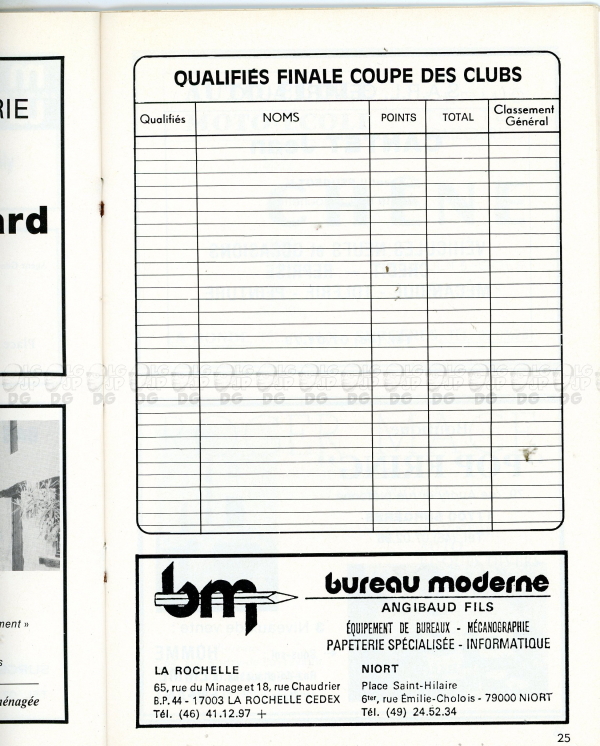 RIE
ard
ment »
s
ménagée
QUALIFIÉS FINALE COUPE DES CLUBS
Qualifiés NOMS POINTS TOTAL Classement Général
bm
bureau moderne
ANGIBAUD FILS
ÉQUIPEMENT DE BUREAUX - MÉCANOGRAPHIE
PAPETERIE SPÉCIALISÉE - INFORMATIQUE
LA ROCHELLE
65, rue du Minage et 18, rue Chaudrier
B.P. 44 - 17003 LA ROCHELLE CEDEX
Tél. (46) 41.12.97 +
NIORT
Place Saint-Hilaire
6ter, rue Émilie-Cholois - 79000 NIORT
Tél. (49) 24.52.34
25